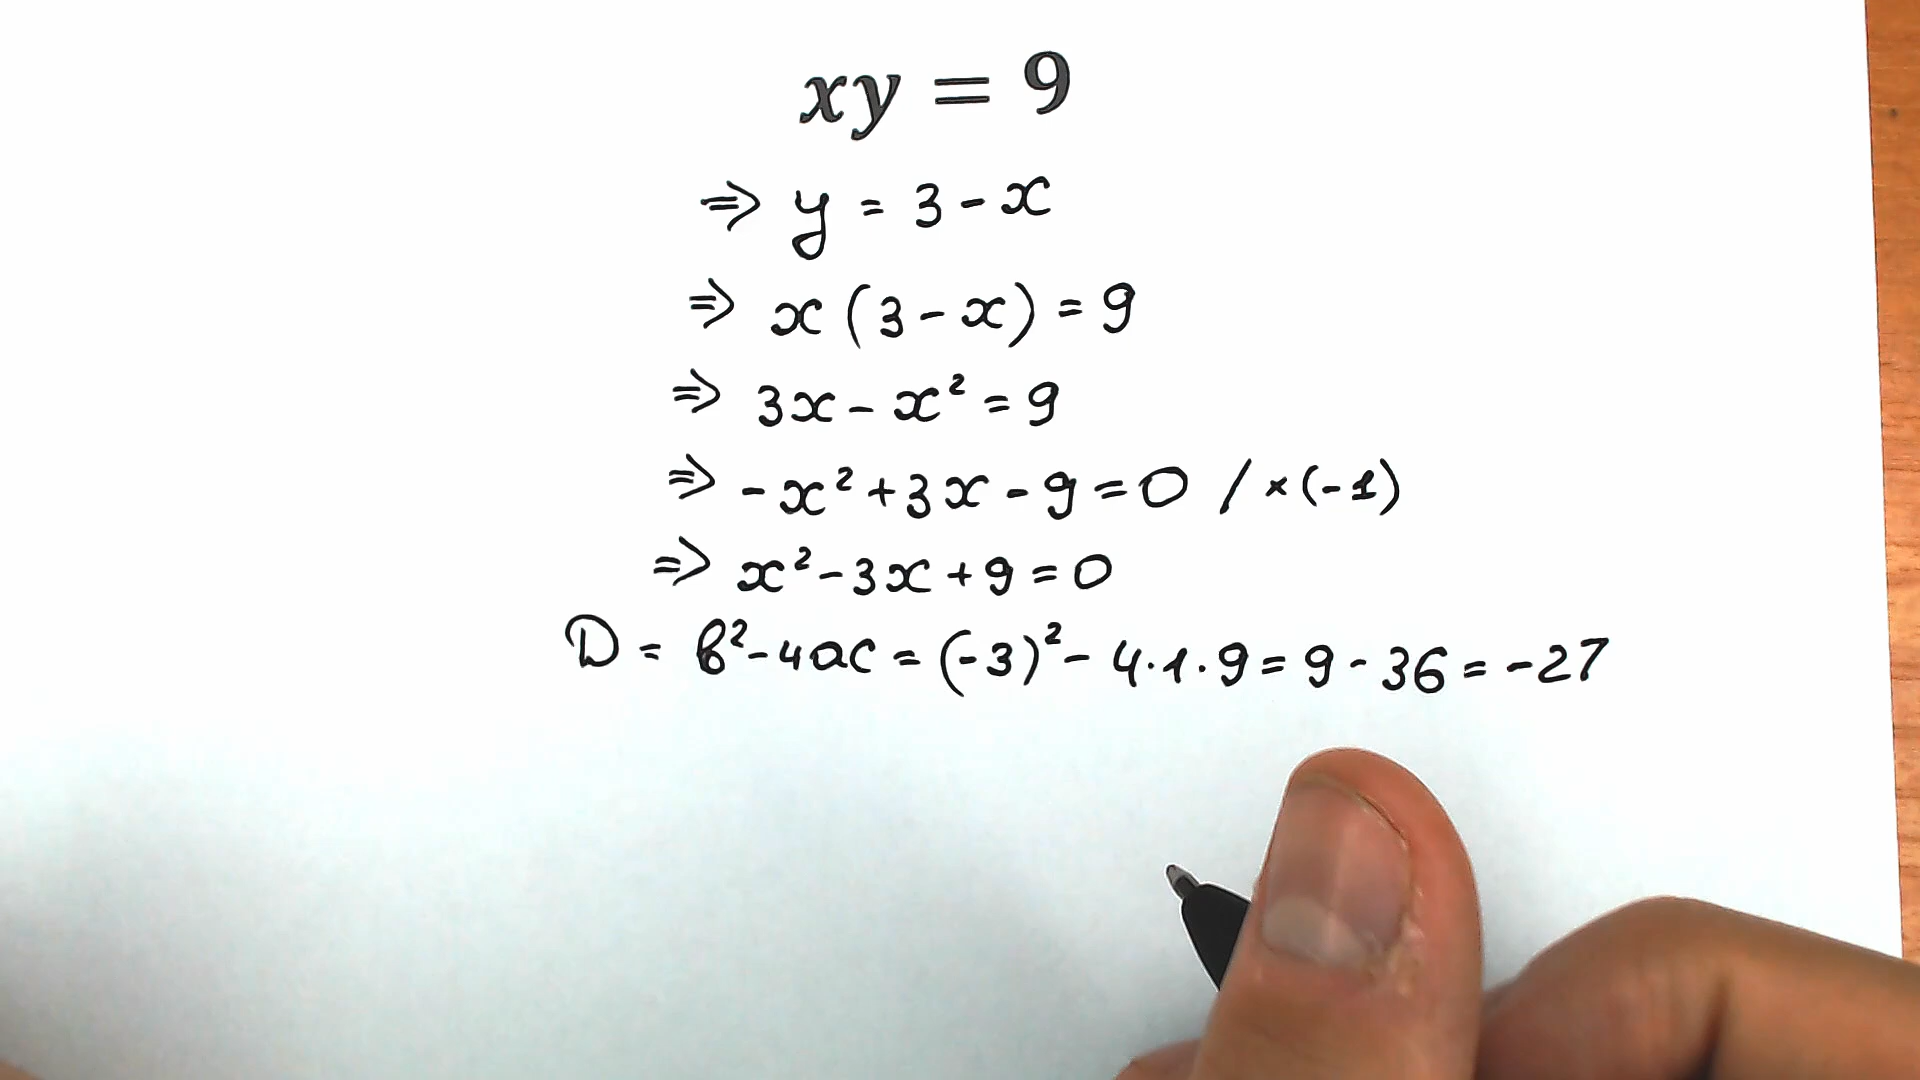 xy = 9
⇒ y = 3 - x
⇒ x (3 - x) = 9
⇒ 3x - x² = 9
⇒ -x² + 3x - 9 = 0 / × (-1)
⇒ x² - 3x + 9 = 0
D = b² - 4ac = (-3)² - 4 · 1 · 9 = 9 - 36 = -27